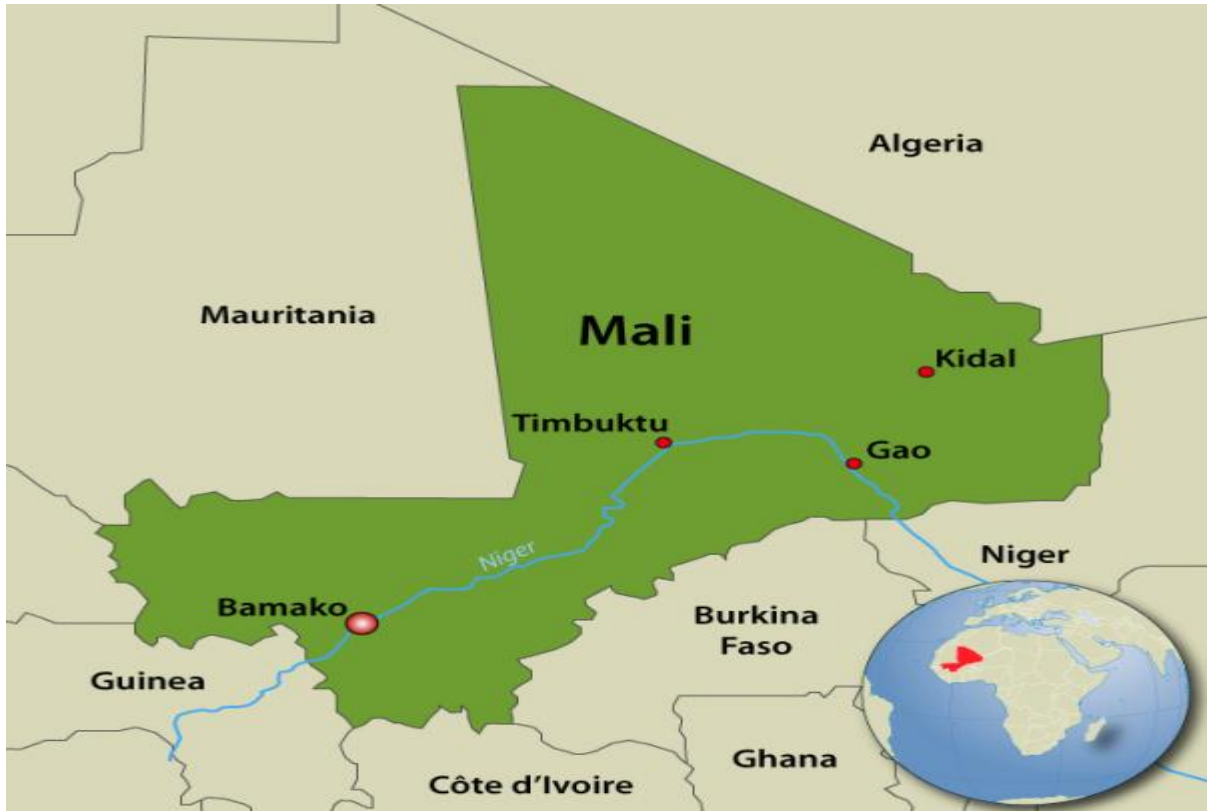 Algeria
Mauritania
Mali
Kidal
Timbuktu
Gao
Niger
Niger
Bamako
Burkina
Faso
Guinea
Ghana
Côte d'Ivoire